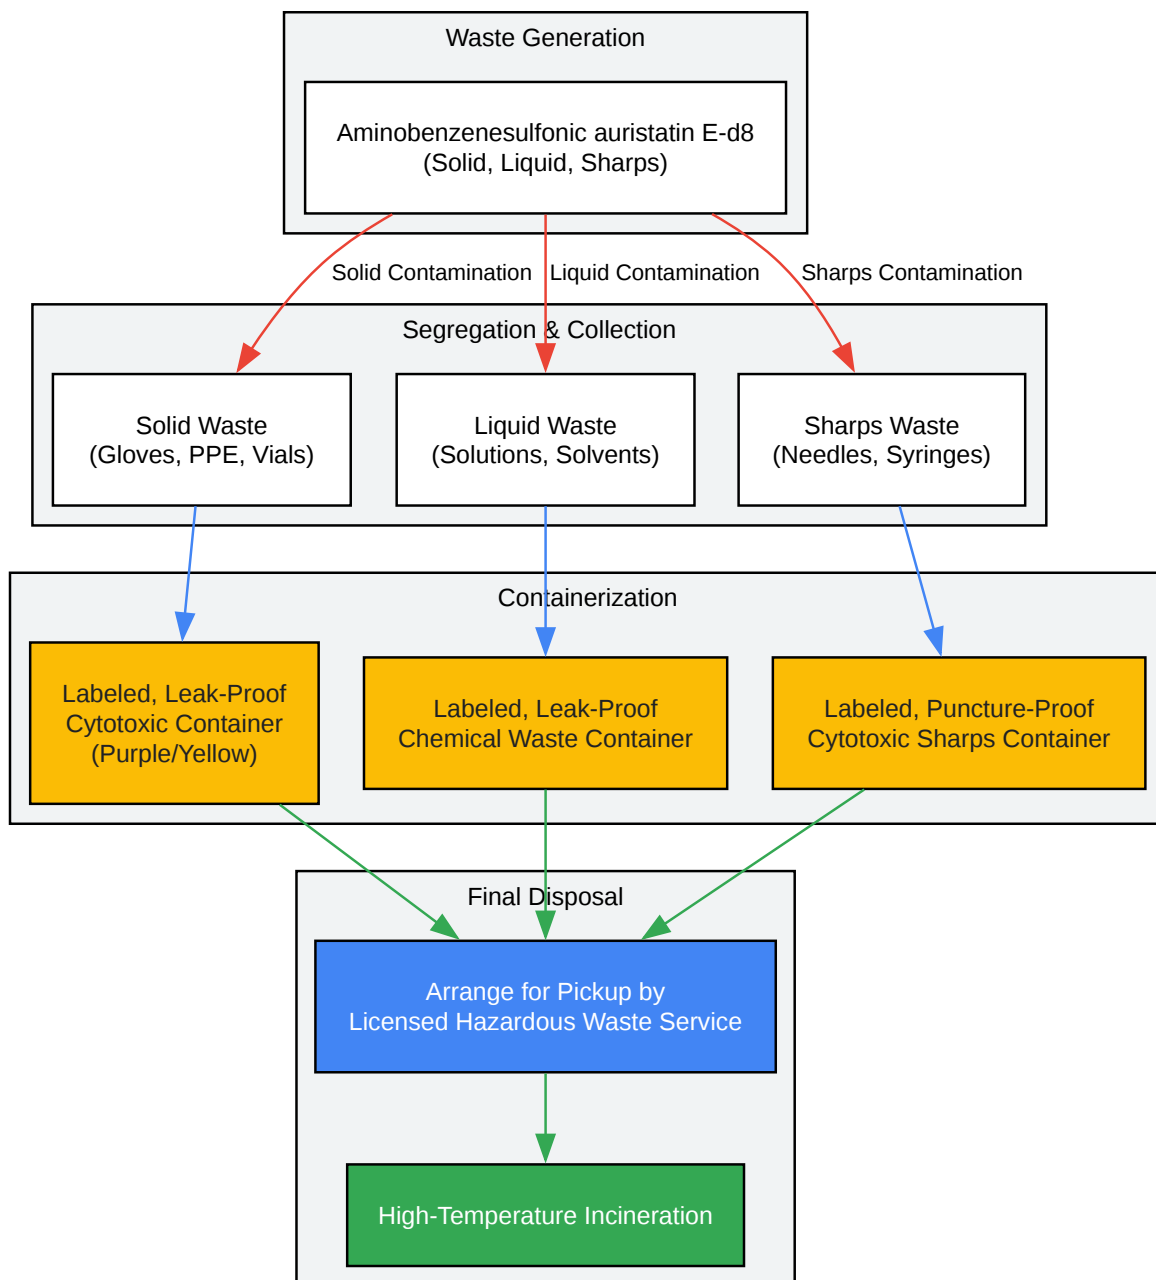 Waste Generation
Aminobenzenesulfonic auristatin E-d8
(Solid, Liquid, Sharps)
Solid Contamination
Liquid Contamination
Sharps Contamination
Segregation & Collection
Solid Waste
(Gloves, PPE, Vials)
Liquid Waste
(Solutions, Solvents)
Sharps Waste
(Needles, Syringes)
Containerization
Labeled, Leak-Proof
Cytotoxic Container
(Purple/Yellow)
Labeled, Leak-Proof
Chemical Waste Container
Labeled, Puncture-Proof
Cytotoxic Sharps Container
Final Disposal
Arrange for Pickup by
Licensed Hazardous Waste Service
High-Temperature Incineration